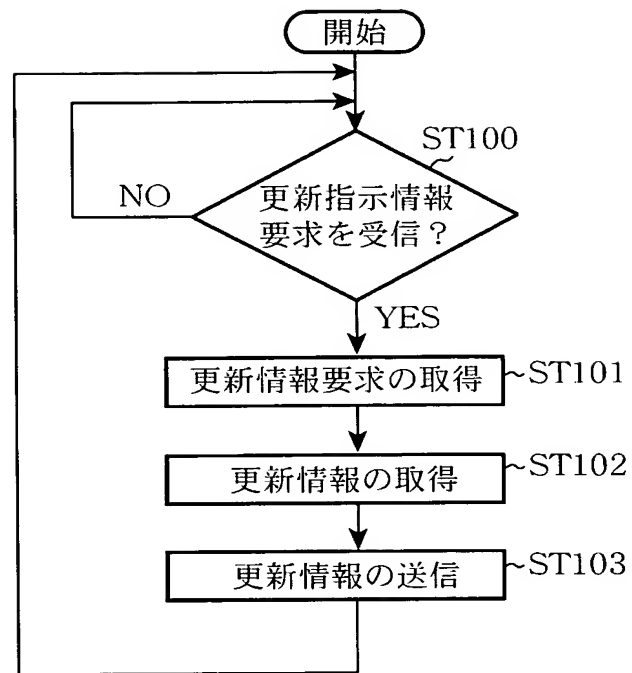 開始
ST100
更新指示情報
要求を受信？
NO
YES
更新情報要求の取得
ST101
更新情報の取得
ST102
更新情報の送信
ST103